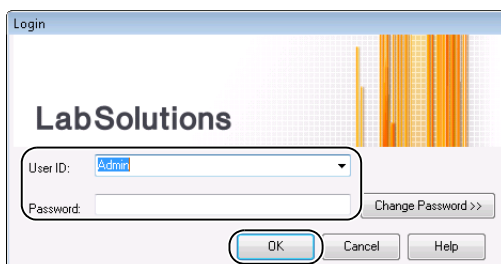 Login
LabSolutions
User ID: Admin
Password: Change Password >>
OK Cancel Help